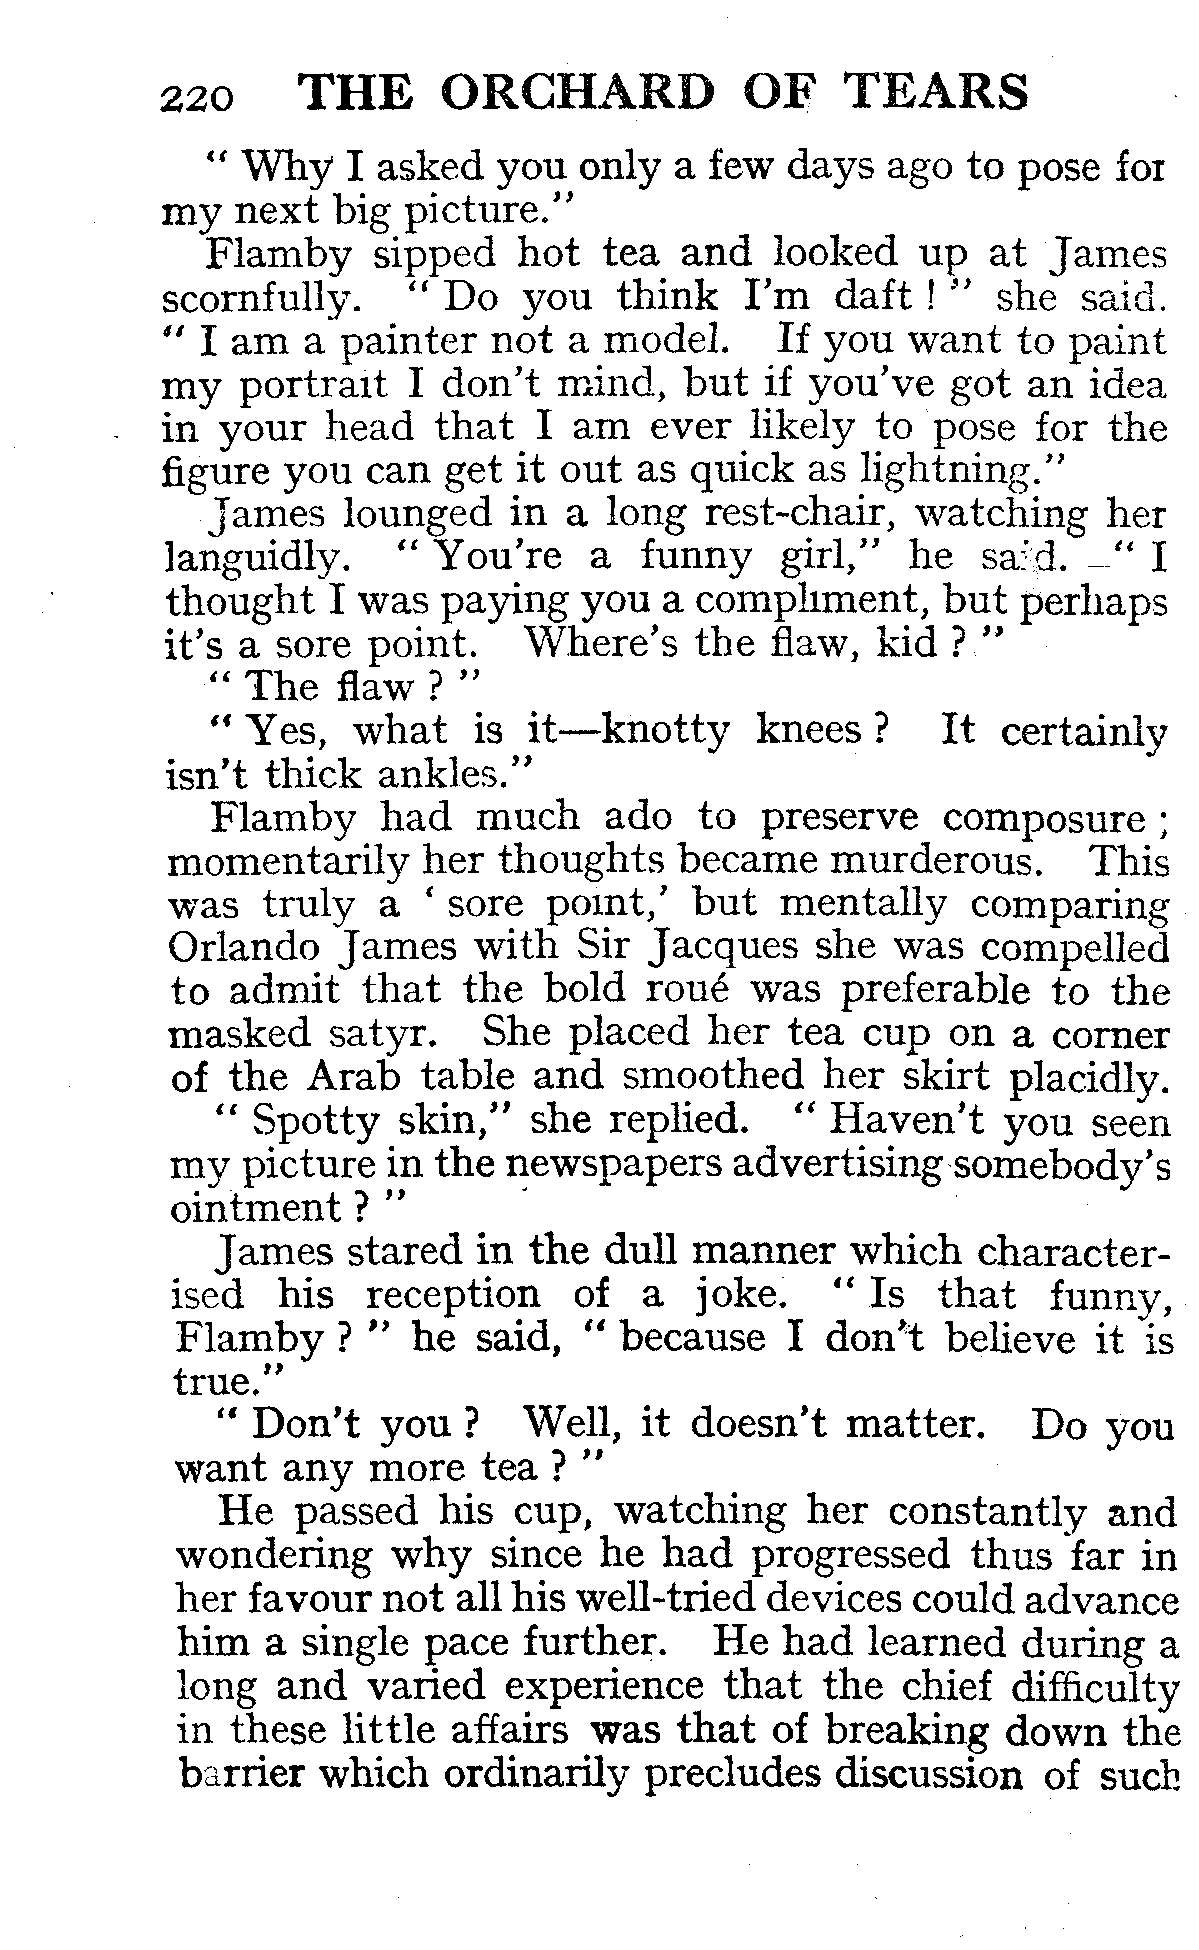 220 THE ORCHARD OF TEARS
“ Why I asked you only a few days ago to pose for
my next big picture.”
Flamby sipped hot tea and looked up at James
scornfully. “ Do you think I'm daft ! ” she said.
“ I am a painter not a model. If you want to paint
my portrait I don't mind, but if you've got an idea
in your head that I am ever likely to pose for the
figure you can get it out as quick as lightning.”
James lounged in a long rest-chair, watching her
languidly. “ You're a funny girl,” he said. “ I
thought I was paying you a compliment, but perhaps
it's a sore point. Where's the flaw, kid ? ”
“ The flaw ? ”
“ Yes, what is it—knotty knees ? It certainly
isn't thick ankles.”
Flamby had much ado to preserve composure ;
momentarily her thoughts became murderous. This
was truly a ‘ sore point,’ but mentally comparing
Orlando James with Sir Jacques she was compelled
to admit that the bold roué was preferable to the
masked satyr. She placed her tea cup on a corner
of the Arab table and smoothed her skirt placidly.
“ Spotty skin,” she replied. “ Haven't you seen
my picture in the newspapers advertising somebody's
ointment ? ”
James stared in the dull manner which character-
ised his reception of a joke. “ Is that funny,
Flamby ? ” he said, “ because I don't believe it is
true.”
“ Don't you ? Well, it doesn't matter. Do you
want any more tea ? ”
He passed his cup, watching her constantly and
wondering why since he had progressed thus far in
her favour not all his well-tried devices could advance
him a single pace further. He had learned during a
long and varied experience that the chief difficulty
in these little affairs was that of breaking down the
barrier which ordinarily precludes discussion of such